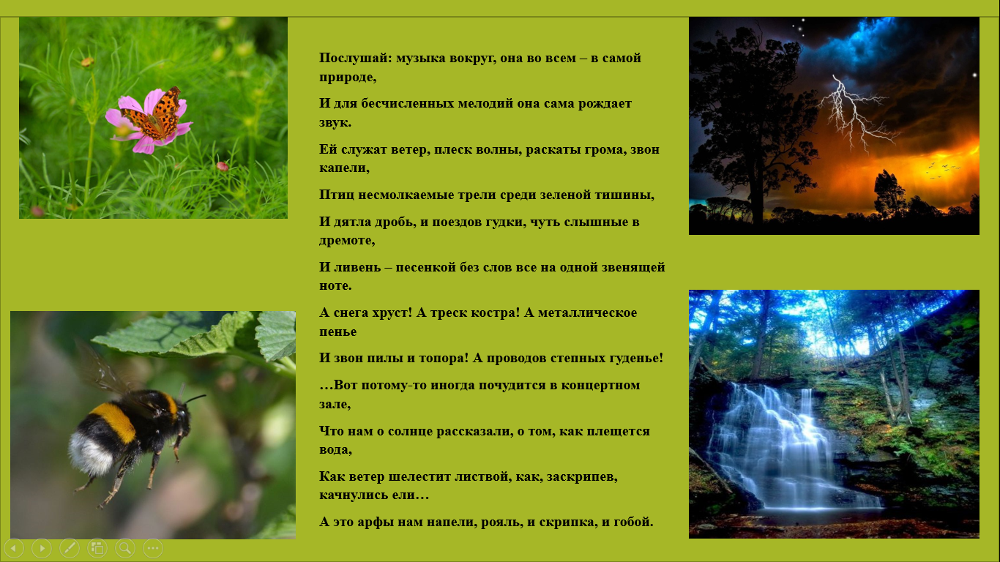 Послушай: музыка вокруг, она во всем – в самой
природе,
И для бесчисленных мелодий она сама рождает
звук.
Ей служат ветер, плеск волны, раскаты грома, звон
капели,
Птиц несмолкаемые трели среди зеленой тишины,
И дятла дробь, и поездов гудки, чуть слышные в
дремоте,
И ливень – песенкой без слов все на одной звенящей
ноте.
А снега хруст! А треск костра! А металлическое
пенье
И звон пилы и топора! А проводов степных гуденье!
…Вот потому-то иногда почудится в концертном
зале,
Что нам о солнце рассказали, о том, как плещется
вода,
Как ветер шелестит листвой, как, заскрипев,
качнулись ели…
А это арфы нам напели, рояль, и скрипка, и гобой.